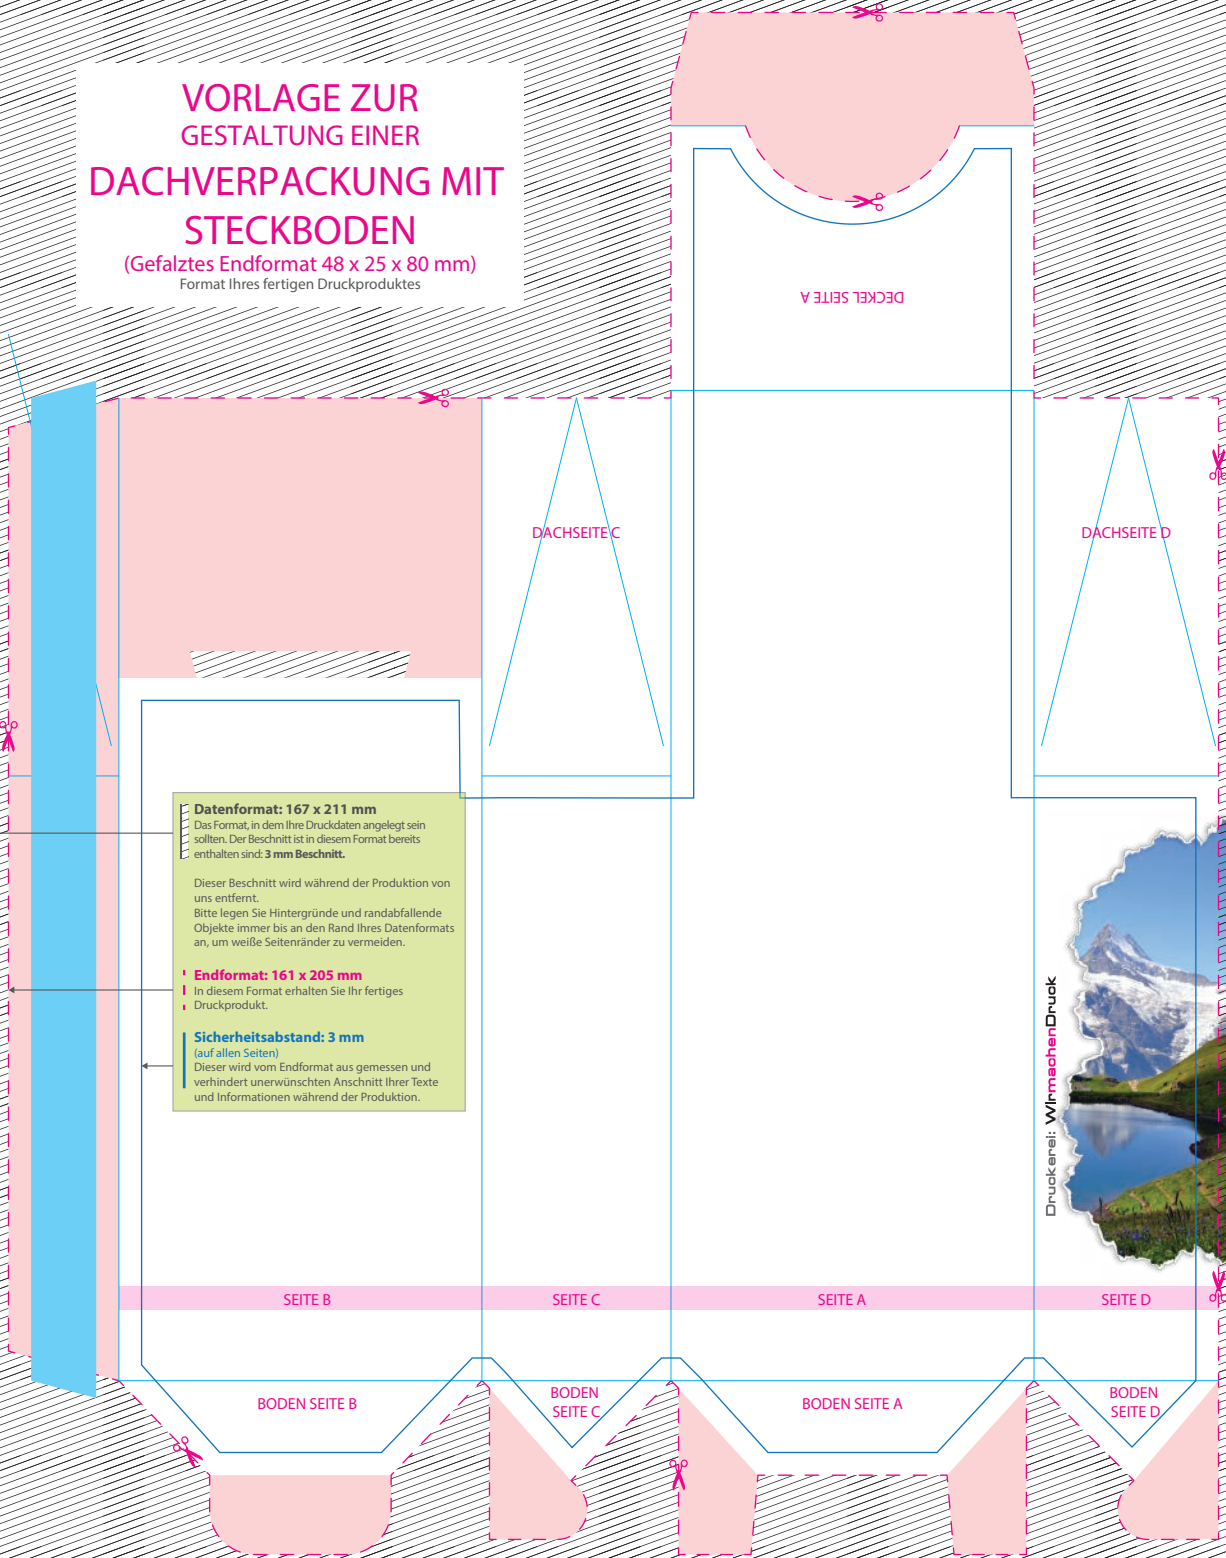 VORLAGE ZUR
GESTALTUNG EINER
DACHVERPACKUNG MIT
STECKBODEN
(Gefalztes Endformat 48 x 25 x 80 mm)
Format Ihres fertigen Druckproduktes
DECKEL SEITE A
DACHSEITE C
DACHSEITE D
Datenformat: 167 x 211 mm
Das Format, in dem Ihre Druckdaten angelegt sein
sollten. Der Beschnitt ist in diesem Format bereits
enthalten sind: 3 mm Beschnitt.
Dieser Beschnitt wird während der Produktion von
uns entfernt.
Bitte legen Sie Hintergründe und randabfallende
Objekte immer bis an den Rand Ihres Datenformats
an, um weiße Seitenränder zu vermeiden.
Endformat: 161 x 205 mm
In diesem Format erhalten Sie Ihr fertiges
Druckprodukt.
Sicherheitsabstand: 3 mm
(auf allen Seiten)
Dieser wird vom Endformat aus gemessen und
verhindert unerwünschten Anschnitt Ihrer Texte
und Informationen während der Produktion.
Druckerei: WIrmachenDruck
SEITE B
SEITE C
SEITE A
SEITE D
BODEN SEITE B
BODEN
SEITE C
BODEN SEITE A
BODEN
SEITE D